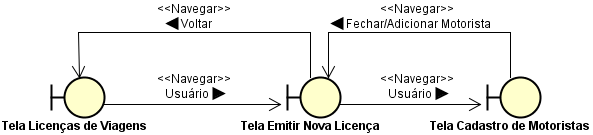 <<Navegar>>
◀ Voltar
<<Navegar>>
◀ Fechar/Adicionar Motorista
<<Navegar>>
Usuário ▶
<<Navegar>>
Usuário ▶
Tela Licenças de Viagens
Tela Emitir Nova Licença
Tela Cadastro de Motoristas